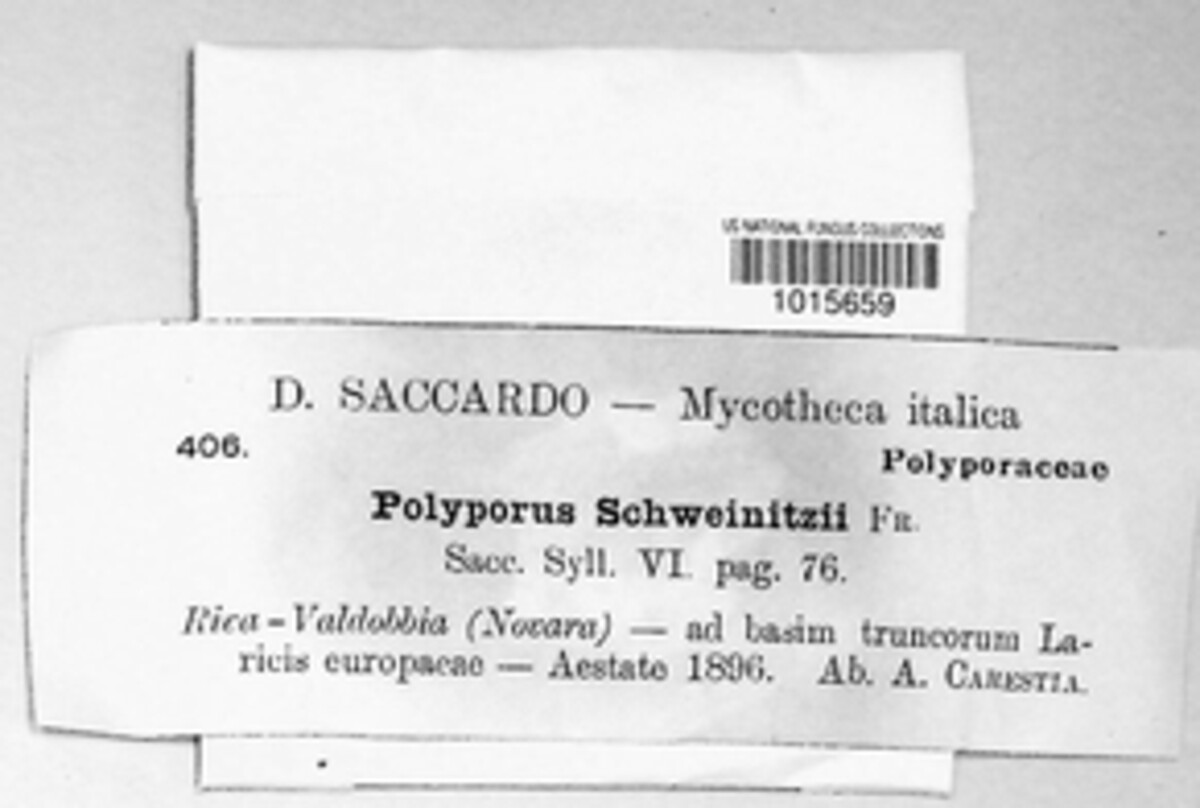 US NATIONAL FUNGUS COLLECTIONS
1015659
D. SACCARDO — Mycotheca italica
406.
Polyporaceae
Polyporus Schweinitzii FR.
Sacc. Syll. VI. pag. 76.
Rica-Valdobbia (Novara) — ad basim truncorum La-
ricis europaeae — Aestate 1896. Ab. A. CARESTIA.